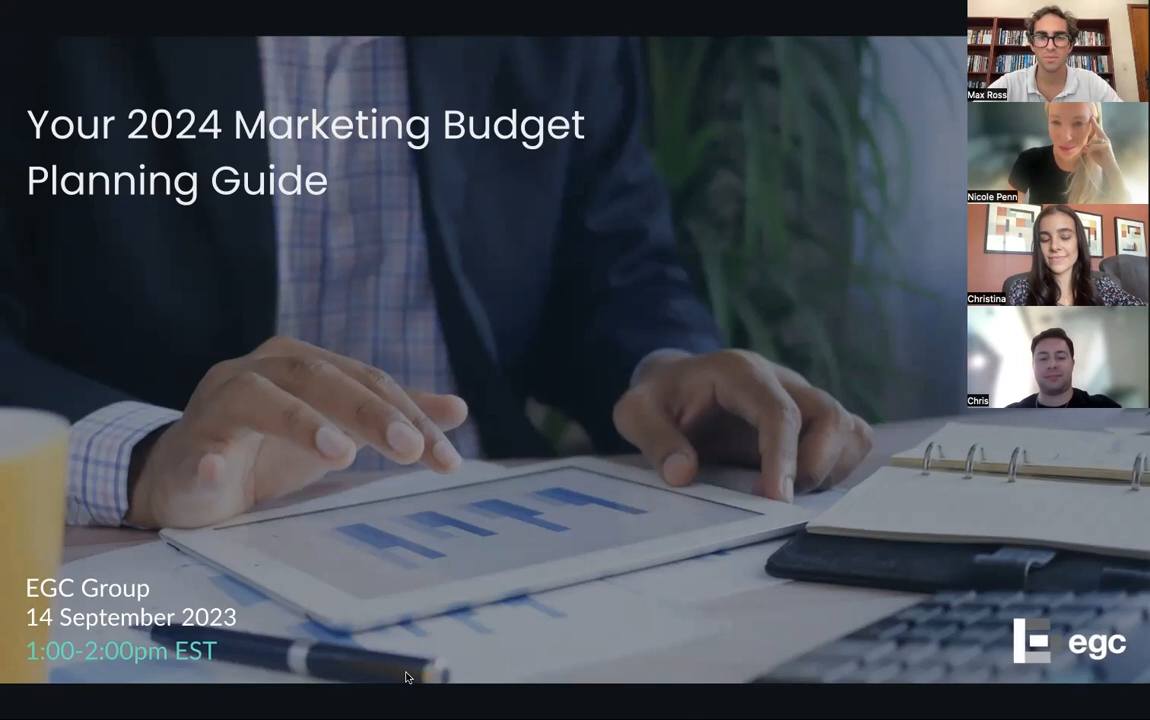 Your 2024 Marketing Budget
Planning Guide
Max Ross
Nicole Penn
Christina
Chris
EGC Group
14 September 2023
1:00-2:00pm EST
egc